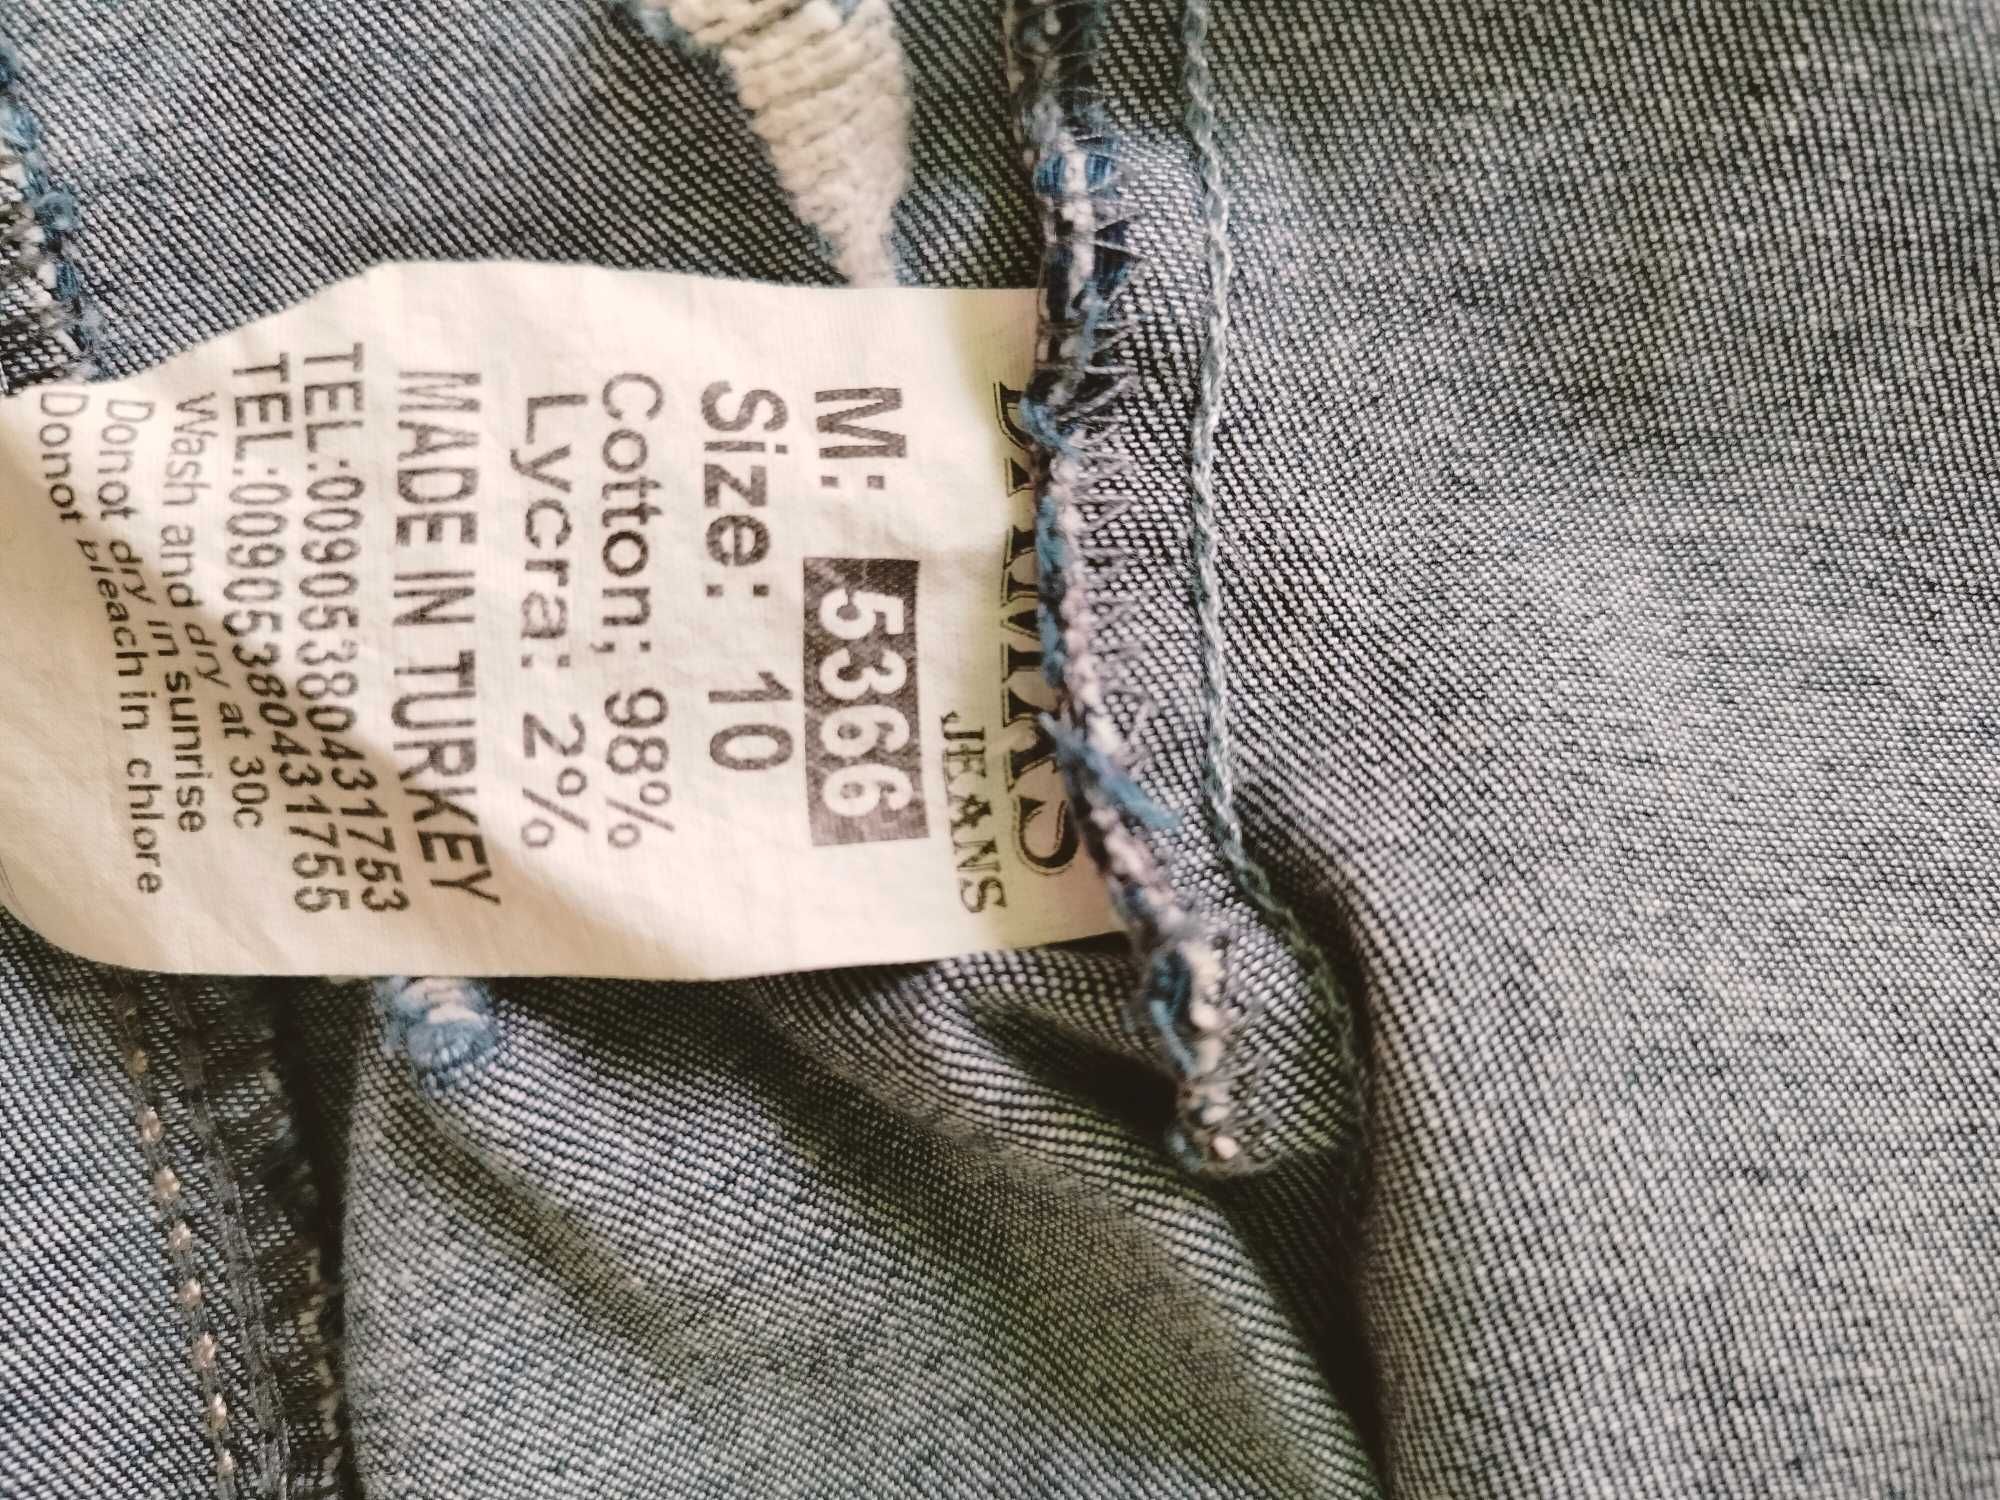 JEANS
M: 5366
Size: 10
Cotton; 98%
Lycra: 2%
MADE IN TURKEY
TEL:00905380431753
TEL:00905380431755
Wash and dry at 30c
Donot dry in sunrise
Donot bleach in chlore